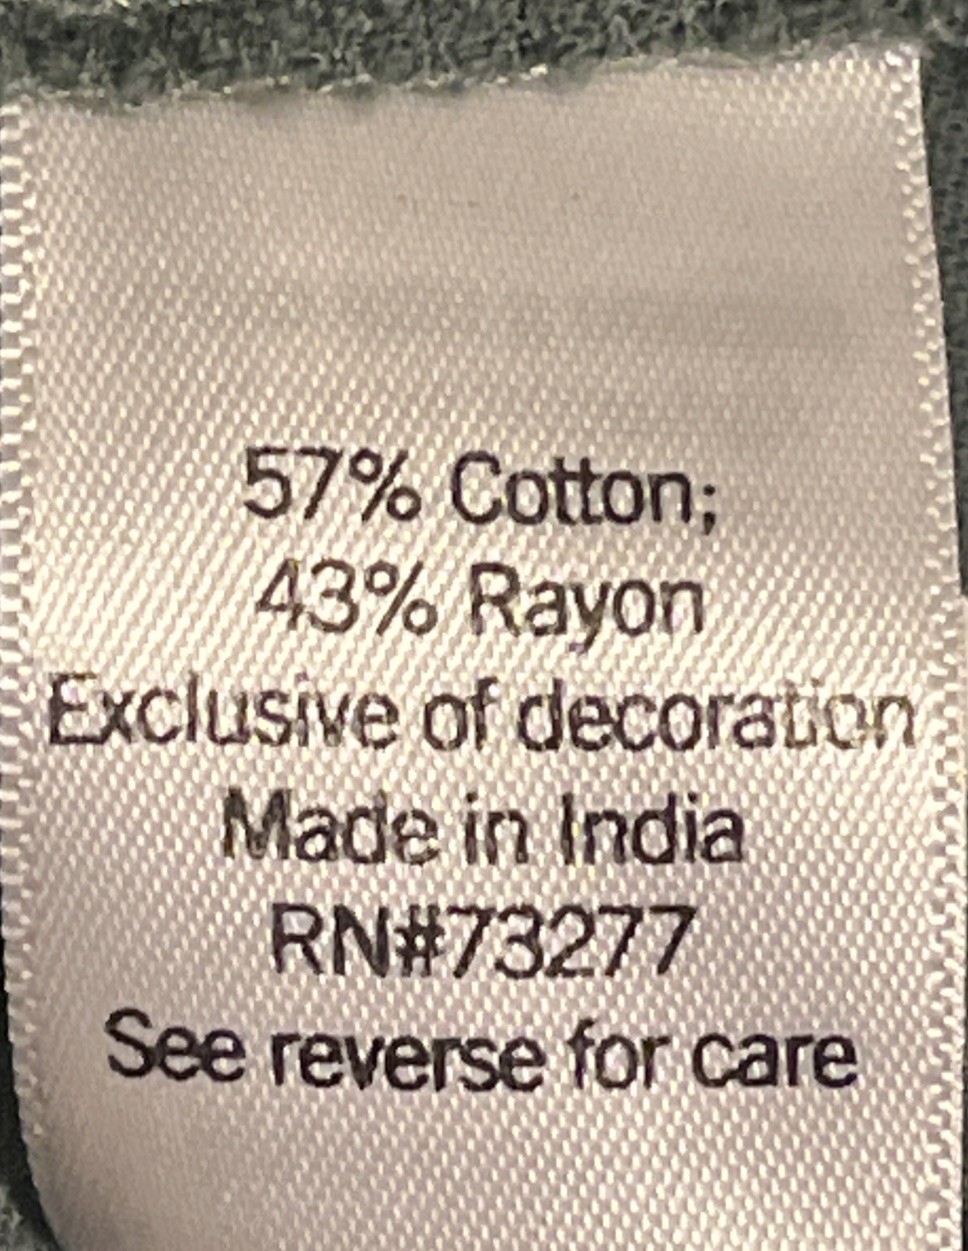 57% Cotton;
43% Rayon
Exclusive of decoration
Made in India
RN#73277
See reverse for care